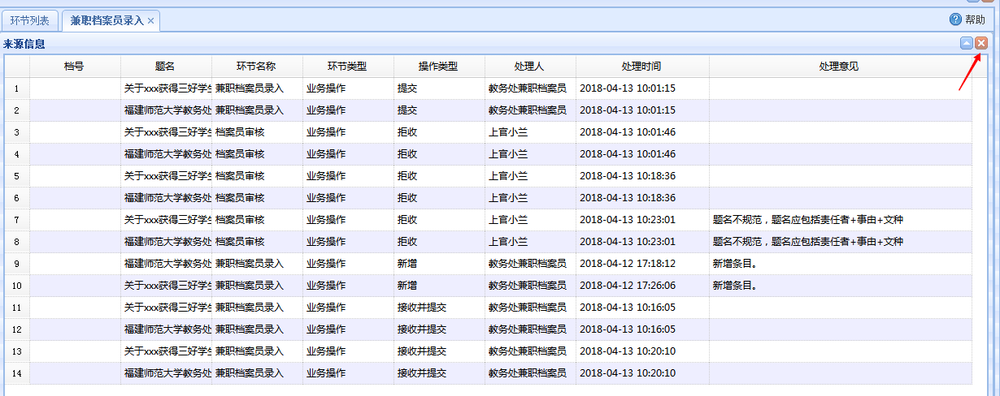 环节列表 兼职档案员录入 帮助
来源信息
档号 题名 环节名称 环节类型 操作类型 处理人 处理时间 处理意见
1 关于xxx获得三好学生 兼职档案员录入 业务操作 提交 教务处兼职档案员 2018-04-13 10:01:15
2 福建师范大学教务处 兼职档案员录入 业务操作 提交 教务处兼职档案员 2018-04-13 10:01:15
3 关于xxx获得三好学生 档案员审核 业务操作 拒收 上官小兰 2018-04-13 10:01:46
4 福建师范大学教务处 档案员审核 业务操作 拒收 上官小兰 2018-04-13 10:01:46
5 关于xxx获得三好学生 档案员审核 业务操作 拒收 上官小兰 2018-04-13 10:18:36
6 福建师范大学教务处 档案员审核 业务操作 拒收 上官小兰 2018-04-13 10:18:36
7 关于xxx获得三好学生 档案员审核 业务操作 拒收 上官小兰 2018-04-13 10:23:01 题名不规范，题名应包括责任者+事由+文种
8 福建师范大学教务处 档案员审核 业务操作 拒收 上官小兰 2018-04-13 10:23:01 题名不规范，题名应包括责任者+事由+文种
9 福建师范大学教务处 兼职档案员录入 业务操作 新增 教务处兼职档案员 2018-04-12 17:18:12 新增条目。
10 关于xxx获得三好学生 兼职档案员录入 业务操作 新增 教务处兼职档案员 2018-04-12 17:26:06 新增条目。
11 关于xxx获得三好学生 兼职档案员录入 业务操作 接收并提交 教务处兼职档案员 2018-04-13 10:16:05
12 福建师范大学教务处 兼职档案员录入 业务操作 接收并提交 教务处兼职档案员 2018-04-13 10:16:05
13 关于xxx获得三好学生 兼职档案员录入 业务操作 接收并提交 教务处兼职档案员 2018-04-13 10:20:10
14 福建师范大学教务处 兼职档案员录入 业务操作 接收并提交 教务处兼职档案员 2018-04-13 10:20:10